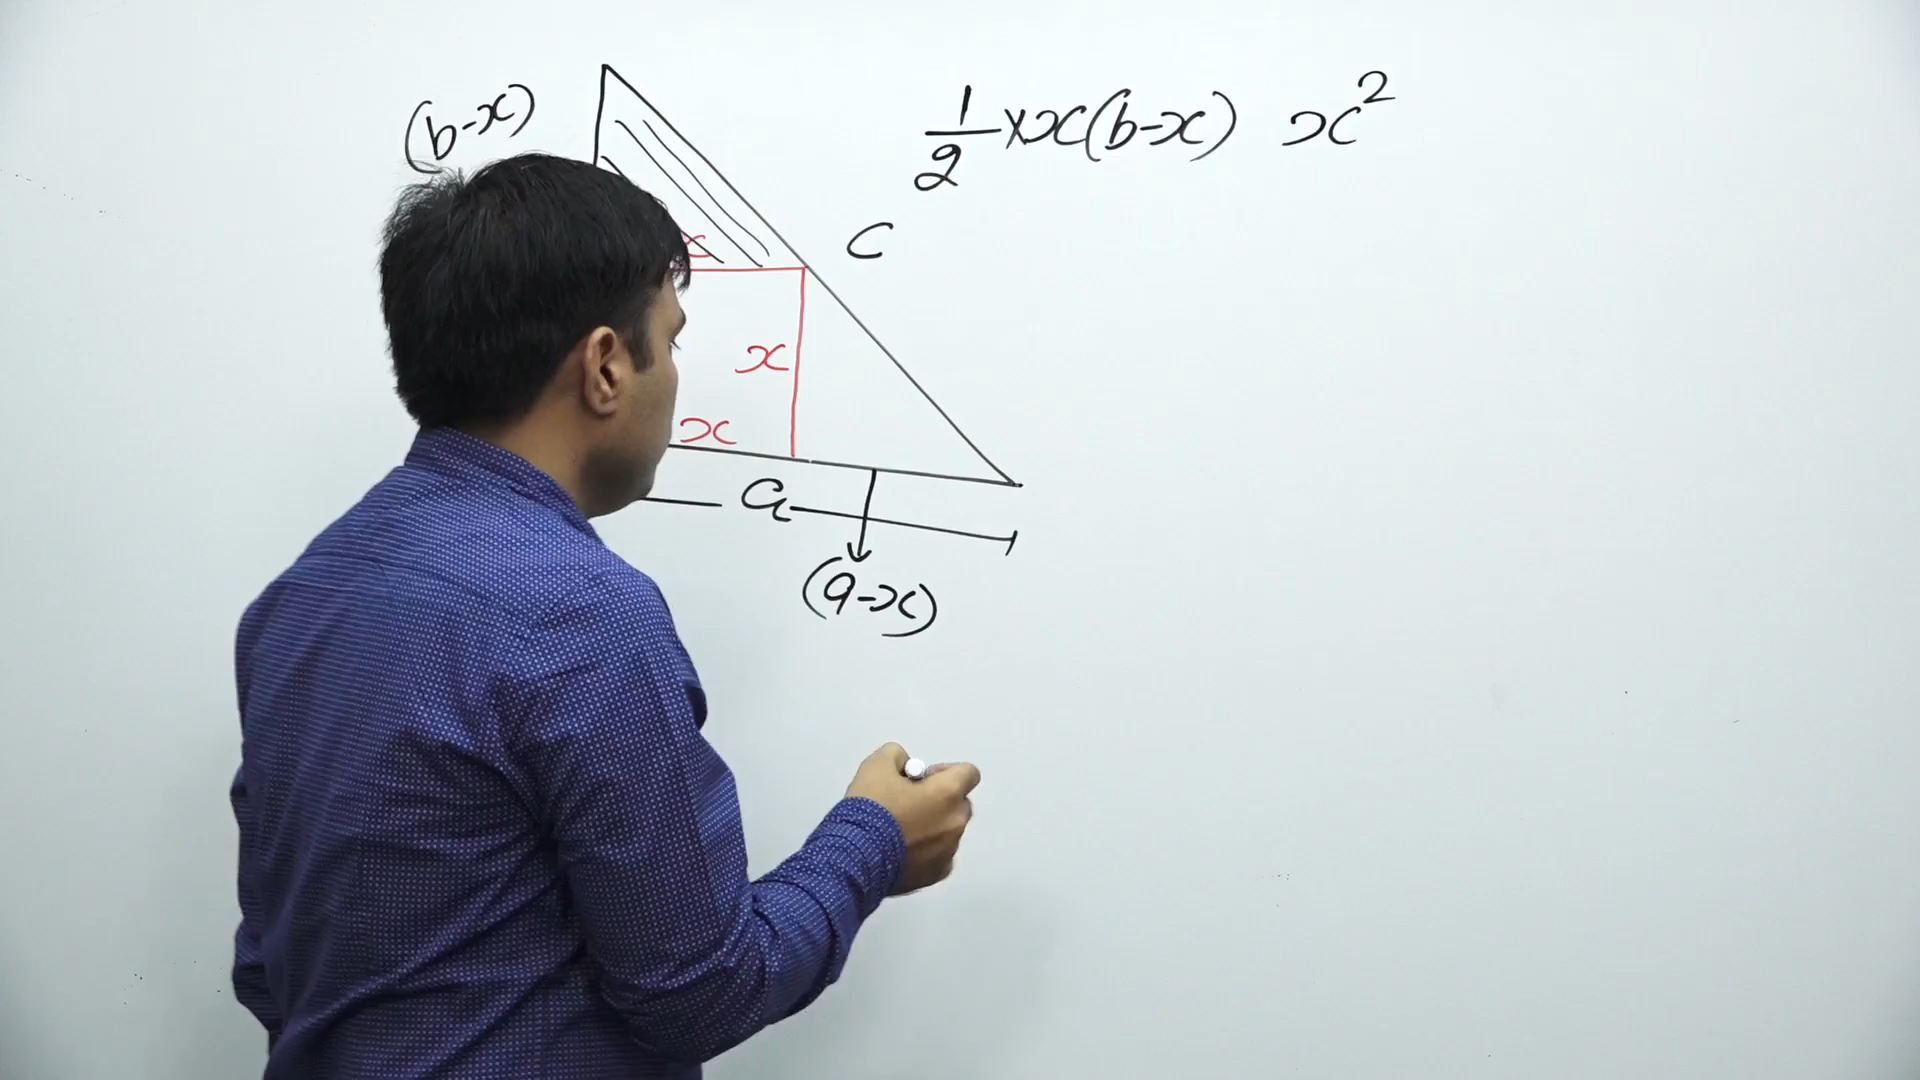 (b-x)
1/2 × x(b-x) x²
c
x
x
x
a
(a-x)